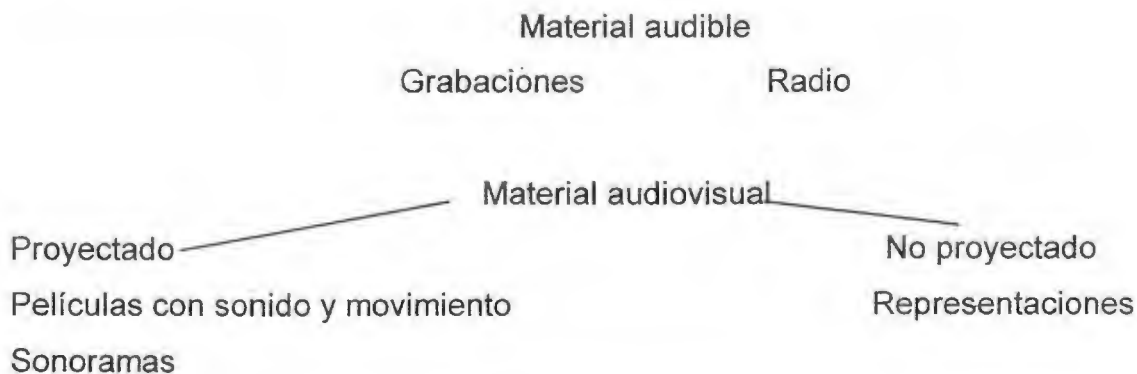 Material audible
Grabaciones Radio
Material audiovisual
Proyectado No proyectado
Películas con sonido y movimiento Representaciones
Sonoramas